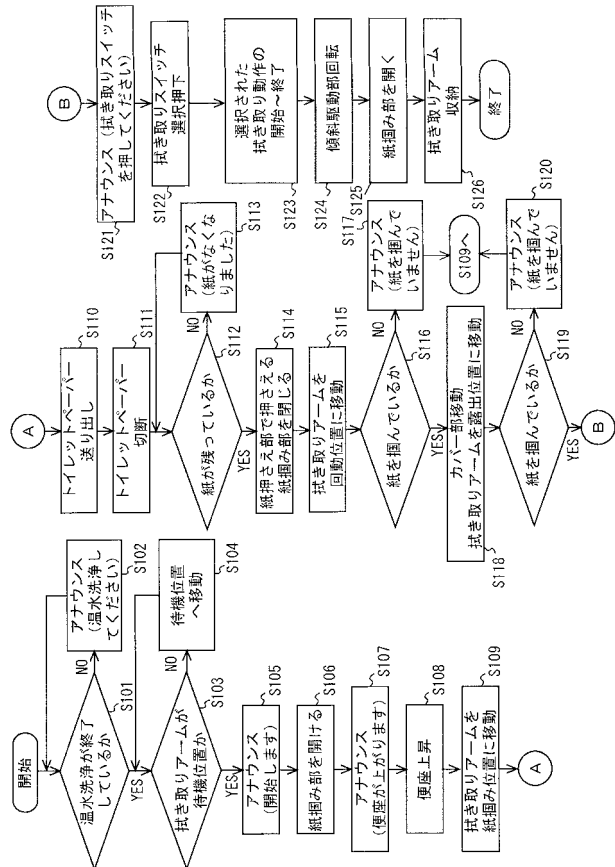 開始
温水洗浄が終了
しているか
S101
NO
アナウンス
(温水洗浄し
てください)
S102
YES
拭き取りアームが
待機位置か
S103
NO
待機位置
へ移動
S104
YES
アナウンス
(開始します)
S105
紙掴み部を開ける
S106
アナウンス
(便座が上がります)
S107
便座上昇
S108
拭き取りアームを
紙掴み位置に移動
S109
A
A
トイレットペーパー
送り出し
S110
トイレットペーパー
切断
S111
紙が残っているか
S112
NO
アナウンス
(紙がなくな
りました)
S113
YES
紙押さえ部で押さえる
紙掴み部を閉じる
S114
拭き取りアームを
回動位置に移動
S115
紙を掴んでいるか
S116
NO
アナウンス
(紙を掴んで
いません)
S117
S109へ
YES
カバー部移動
拭き取りアームを露出位置に移動
S118
紙を掴んでいるか
S119
NO
アナウンス
(紙を掴んで
いません)
S120
YES
B
B
アナウンス(拭き取りスイッチ
を押してください)
S121
拭き取りスイッチ
選択押下
S122
選択された
拭き取り動作の
開始~終了
S123
傾斜駆動部回転
S124
紙掴み部を開く
S125
拭き取りアーム
収納
S126
終了